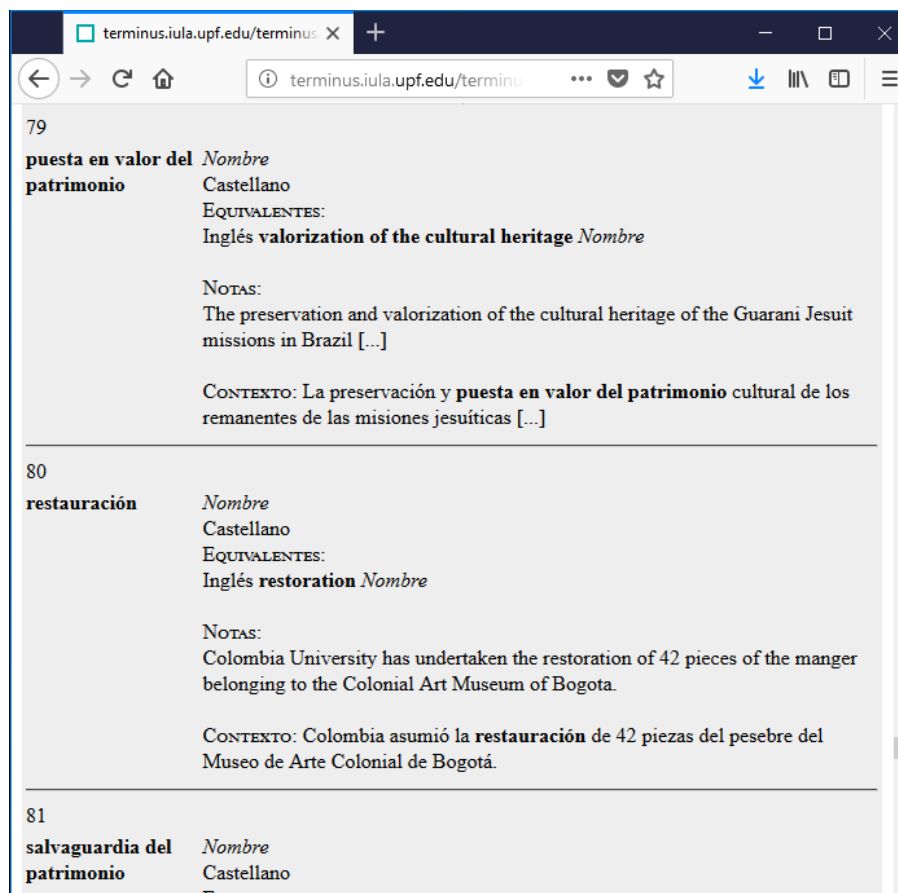 terminus.iula.upf.edu/terminus
terminus.iula.upf.edu/terminu
79
puesta en valor del Nombre
patrimonio Castellano
EQUIVALENTES:
Inglés valorization of the cultural heritage Nombre
NOTAS:
The preservation and valorization of the cultural heritage of the Guarani Jesuit
missions in Brazil [...]
CONTEXTO: La preservación y puesta en valor del patrimonio cultural de los
remanentes de las misiones jesuíticas [...]
80
restauración Nombre
Castellano
EQUIVALENTES:
Inglés restoration Nombre
NOTAS:
Colombia University has undertaken the restoration of 42 pieces of the manger
belonging to the Colonial Art Museum of Bogota.
CONTEXTO: Colombia asumió la restauración de 42 piezas del pesebre del
Museo de Arte Colonial de Bogotá.
81
salvaguardia del Nombre
patrimonio Castellano